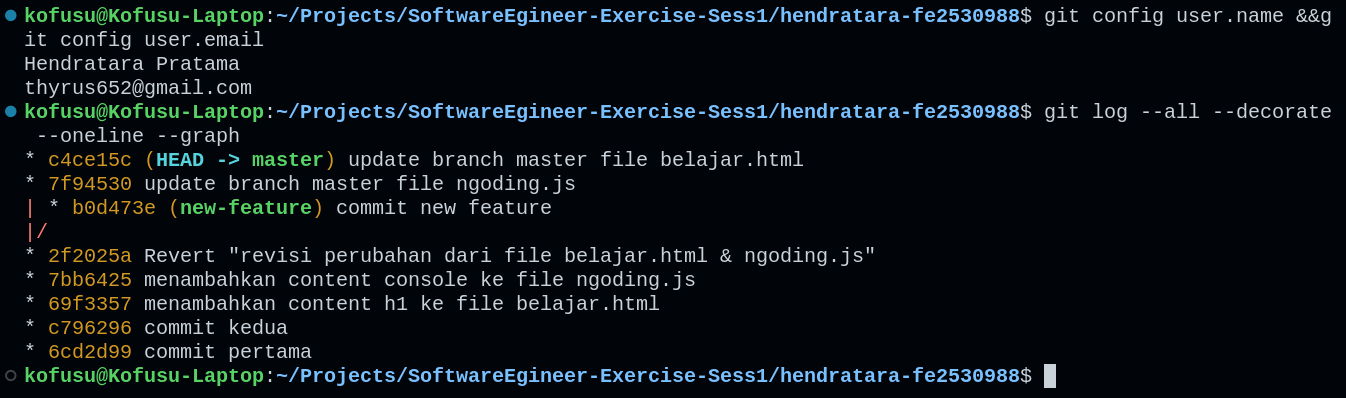 kofusu@Kofusu-Laptop:~/Projects/SoftwareEgineer-Exercise-Sess1/hendratara-fe2530988$ git config user.name &&g
it config user.email
Hendratara Pratama
thyrus652@gmail.com
kofusu@Kofusu-Laptop:~/Projects/SoftwareEgineer-Exercise-Sess1/hendratara-fe2530988$ git log --all --decorate
 --oneline --graph
* c4ce15c (HEAD -> master) update branch master file belajar.html
* 7f94530 update branch master file ngoding.js
| * b0d473e (new-feature) commit new feature
|/
* 2f2025a Revert "revisi perubahan dari file belajar.html & ngoding.js"
* 7bb6425 menambahkan content console ke file ngoding.js
* 69f3357 menambahkan content h1 ke file belajar.html
* c796296 commit kedua
* 6cd2d99 commit pertama
kofusu@Kofusu-Laptop:~/Projects/SoftwareEgineer-Exercise-Sess1/hendratara-fe2530988$